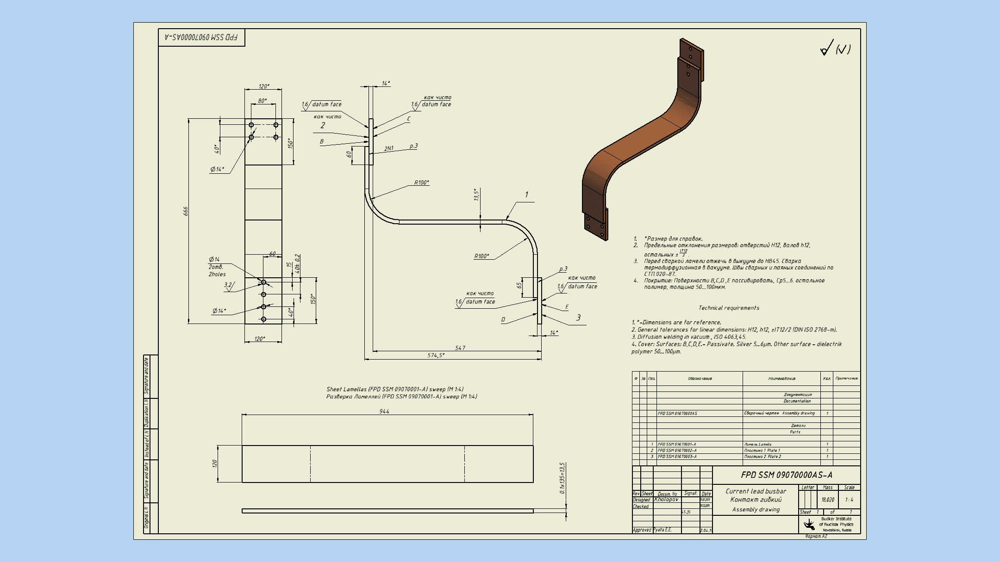 FPD SSM 09070000AS-A
120*
80*
40*
Ø14*
150*
666
Ø14
2отв.
2holes
3.2
60
15
40± 0.2
Ø14*
40*
150*
120*
14*
1.6 datum face
как чисто
как чисто
1.6 datum face
2
C
B
2N1
p.3
60
R100*
13,5*
1
R100*
p.3
65
как чисто
1.6 datum face
как чисто
1.6 datum face
E
D
3
14*
547
574,5*
1. *Размер для справок.
2. Предельные отклонения размеров: отверстий H12, валов h12,
остальных ± IT12/2 .
3. Перед сваркой ламели отжечь в выкууме до HB45. Сварка
термодиффузионная в вакууме. Швы сварных и паяных соединений по
СТП.020-87.
4. Покрытие: Поверхности B,C,D ,E пассивировать, Ср5...6. остальное
полимер, толщина 50...100мкм.
Technical requirements
1. *-Dimensions are for reference.
2. General tolerances for linear dimensions: H12, h12, ±IT12/2 (DIN ISO 2768-m).
3. Diffusion welding in vacuum , ISO 4063,45.
4. Cover: Surfaces: B,C,D,E.- Passivate. Silver 5...6µm. Other surface - dielectrik
polymer 50...100µm.
Sheet Lamellas (FPD SSM 09070001-A) sweep (M 1:4)
Разверка Ламеллей (FPD SSM 09070001-A) sweep (M 1:4)
944
120
0.1x135=13,5
Ф Зо Поз. Обозначение Наименование Кол. Примечание
Документация
Documentation
FPD SSM 09070000AS Сборочный чертеж Assembly drawing 1
Детали
Parts
1 FPD SSM 09070001-A Лимель Lamela 1
2 FPD SSM 09070002-A Пластина 1 Plate 1 1
3 FPD SSM 09070003-A Пластина 2 Plate 2 1
FPD SSM 09070000AS-A
Rev. Sheet Docum. No Signat. Date
Designed Kholopov
Checked
41-39
Approved Pyata E.E. 2.04.19
Current lead busbar
Контакт гибкий
Assembly drawing
Letter Mass Scale
18.020 1:4
Sheet 1 of 1
Budker Institute
of Nuclear Physics
Novosibirsk, Russia
Формат A2
Signature and date
Duplication I. N
Instead of I. N
Signature and date
Original I. N